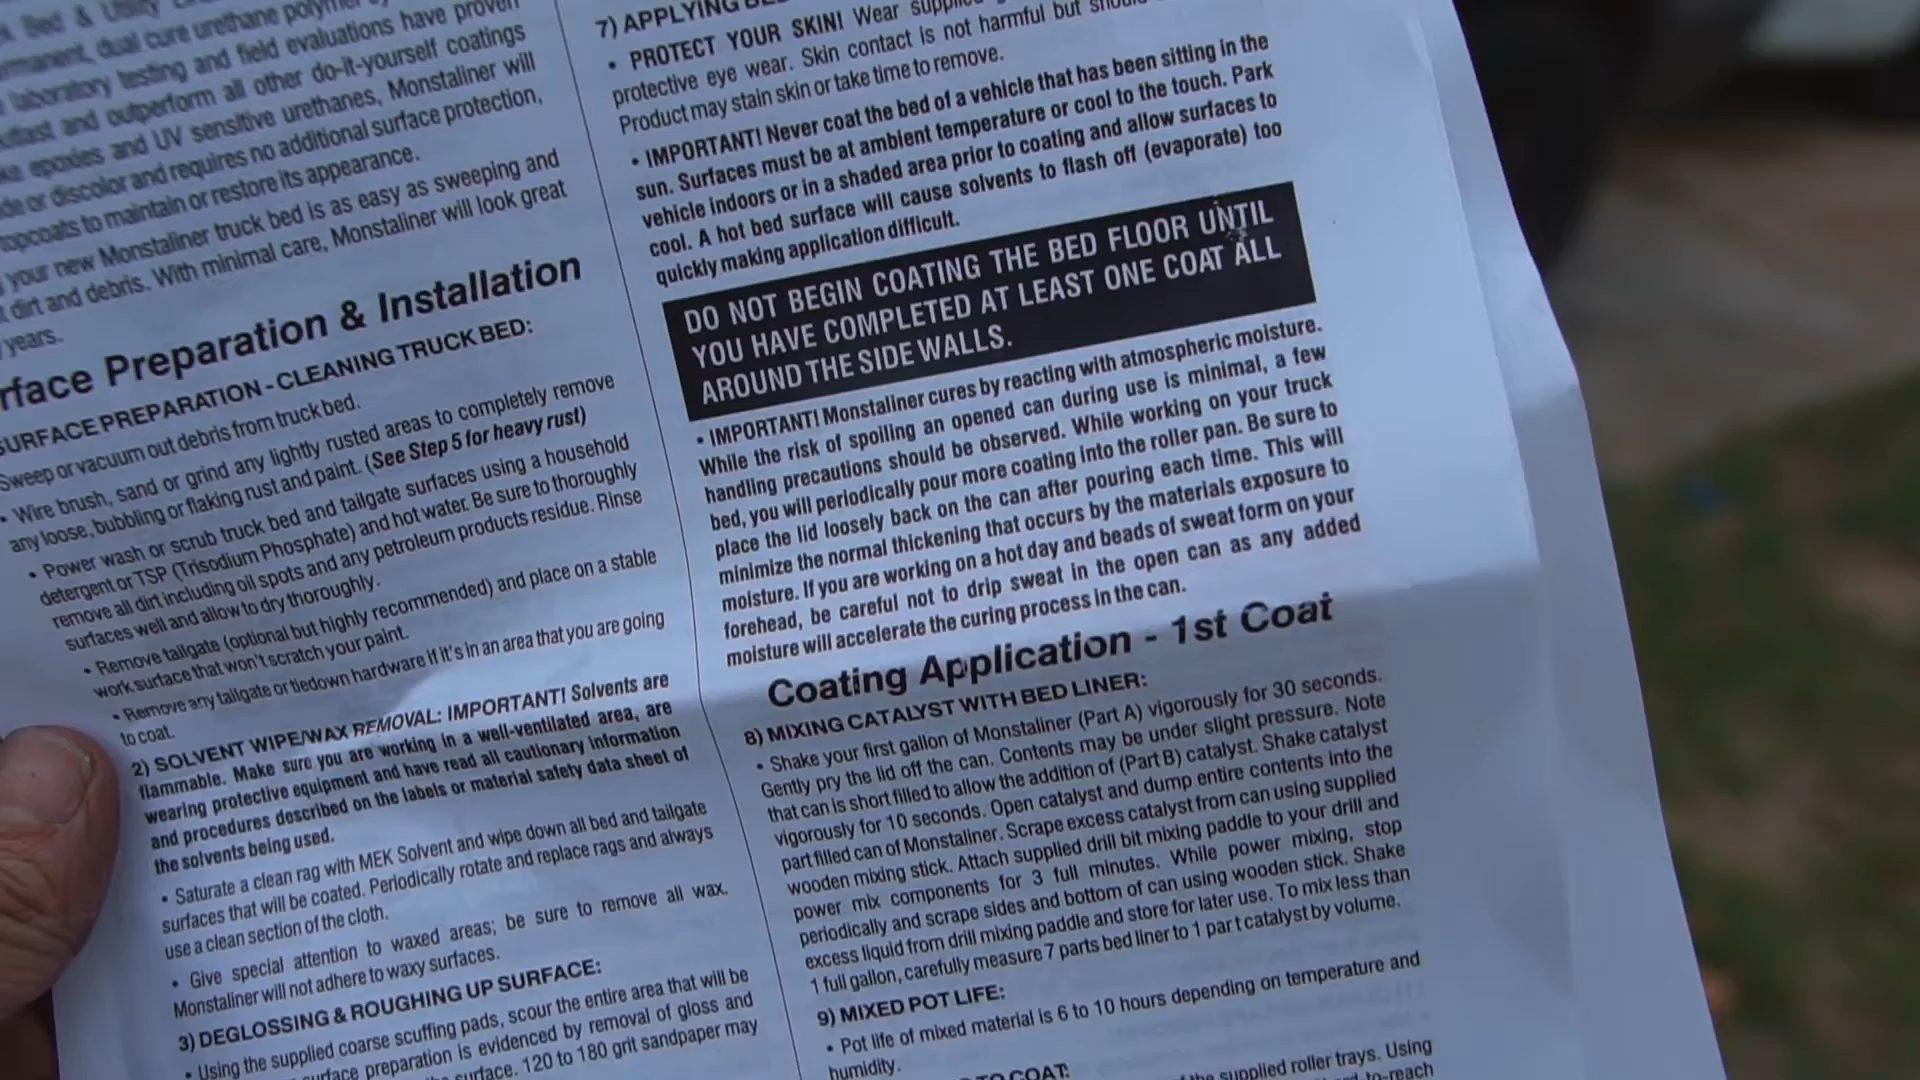 Bed & Utility
dual cure urethane
laboratory testing and field evaluations have proven
and outperform all other do-it-yourself coatings
epoxies and UV sensitive urethanes, Monstaliner will
or discolor and requires no additional surface protection,
topcoats to maintain or restore its appearance.
your new Monstaliner truck bed is as easy as sweeping and
dirt and debris. With minimal care, Monstaliner will look great
years.
rface Preparation & Installation
SURFACE PREPARATION - CLEANING TRUCK BED:
Sweep or vacuum out debris from truck bed.
• Wire brush, sand or grind any lightly rusted areas to completely remove
any loose, bubbling or flaking rust and paint. (See Step 5 for heavy rust)
• Power wash or scrub truck bed and tailgate surfaces using a household
detergent or TSP (Trisodium Phosphate) and hot water. Be sure to thoroughly
remove all dirt including oil spots and any petroleum products residue. Rinse
surfaces well and allow to dry thoroughly.
• Remove tailgate (optional but highly recommended) and place on a stable
work surface that won't scratch your paint.
• Remove any tailgate or tiedown hardware if it's in an area that you are going
to coat.
2) SOLVENT WIPE/WAX REMOVAL: IMPORTANT! Solvents are
flammable. Make sure you are working in a well-ventilated area, are
wearing protective equipment and have read all cautionary information
and procedures described on the labels or material safety data sheet of
the solvents being used.
• Saturate a clean rag with MEK Solvent and wipe down all bed and tailgate
surfaces that will be coated. Periodically rotate and replace rags and always
use a clean section of the cloth.
• Give special attention to waxed areas; be sure to remove all wax.
Monstaliner will not adhere to waxy surfaces.
3) DEGLOSSING & ROUGHING UP SURFACE:
• Using the supplied coarse scuffing pads, scour the entire area that will be
surface preparation is evidenced by removal of gloss and
surface. 120 to 180 grit sandpaper may
7) APPLYING
• PROTECT YOUR SKIN! Wear
protective eye wear. Skin contact is not harmful but should
Product may stain skin or take time to remove.
• IMPORTANT! Never coat the bed of a vehicle that has been sitting in the
sun. Surfaces must be at ambient temperature or cool to the touch. Park
vehicle indoors or in a shaded area prior to coating and allow surfaces to
cool. A hot bed surface will cause solvents to flash off (evaporate) too
quickly making application difficult.
DO NOT BEGIN COATING THE BED FLOOR UNTIL
YOU HAVE COMPLETED AT LEAST ONE COAT ALL
AROUND THE SIDE WALLS.
• IMPORTANT! Monstaliner cures by reacting with atmospheric moisture.
While the risk of spoiling an opened can during use is minimal, a few
handling precautions should be observed. While working on your truck
bed, you will periodically pour more coating into the roller pan. Be sure to
place the lid loosely back on the can after pouring each time. This will
minimize the normal thickening that occurs by the materials exposure to
moisture. If you are working on a hot day and beads of sweat form on your
forehead, be careful not to drip sweat in the open can as any added
moisture will accelerate the curing process in the can.
Coating Application - 1st Coat
8) MIXING CATALYST WITH BED LINER:
• Shake your first gallon of Monstaliner (Part A) vigorously for 30 seconds.
Gently pry the lid off the can. Contents may be under slight pressure. Note
that can is short filled to allow the addition of (Part B) catalyst. Shake catalyst
vigorously for 10 seconds. Open catalyst and dump entire contents into the
part filled can of Monstaliner. Scrape excess catalyst from can using supplied
wooden mixing stick. Attach supplied drill bit mixing paddle to your drill and
power mix components for 3 full minutes. While power mixing, stop
periodically and scrape sides and bottom of can using wooden stick. Shake
excess liquid from drill mixing paddle and store for later use. To mix less than
1 full gallon, carefully measure 7 parts bed liner to 1 part catalyst by volume.
9) MIXED POT LIFE:
• Pot life of mixed material is 6 to 10 hours depending on temperature and
humidity.
TO COAT:
supplied roller trays. Using